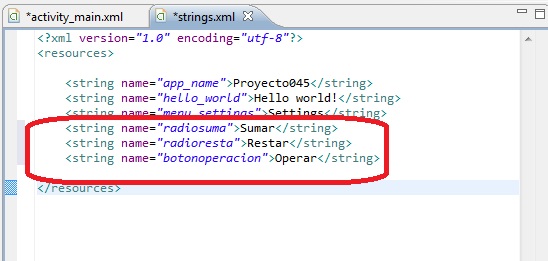 *activity_main.xml
*strings.xml
<?xml version="1.0" encoding="utf-8"?>
<resources>
<string name="app_name">Proyecto045</string>
<string name="hello_world">Hello world!</string>
<string name="menu_settings">Settings</string>
<string name="radiosuma">Sumar</string>
<string name="radioresta">Restar</string>
<string name="botonoperacion">Operar</string>
</resources>